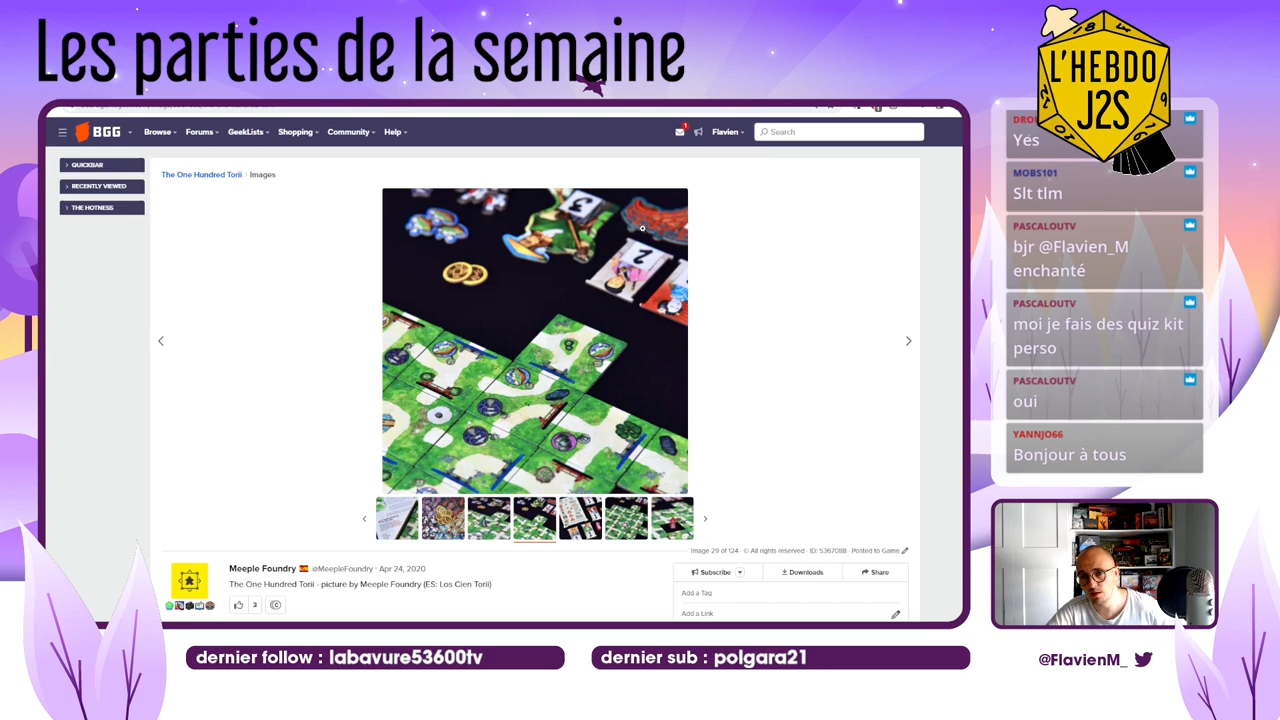 Les parties de la semaine
L'HEBDO
J2S
BGG
Browse
Forums
GeekLists
Shopping
Community
Help
1
Flavien
Search
QUICKBAR
RECENTLY VIEWED
THE HOTNESS
The One Hundred Torii > Images
3
2
Image 29 of 124 · © All rights reserved · ID: 5367088 · Posted to Game
Meeple Foundry @MeepleFoundry · Apr 24, 2020
The One Hundred Torii - picture by Meeple Foundry (ES: Los Cien Torii)
3
Subscribe
Downloads
Share
Add a Tag
Add a Link
Yes
MOBS101
Slt tlm
PASCALOUTV
bjr @Flavien_M
enchanté
PASCALOUTV
moi je fais des quiz kit
perso
PASCALOUTV
oui
YANNJO66
Bonjour à tous
dernier follow : labavure53600tv
dernier sub : polgara21
@FlavienM_